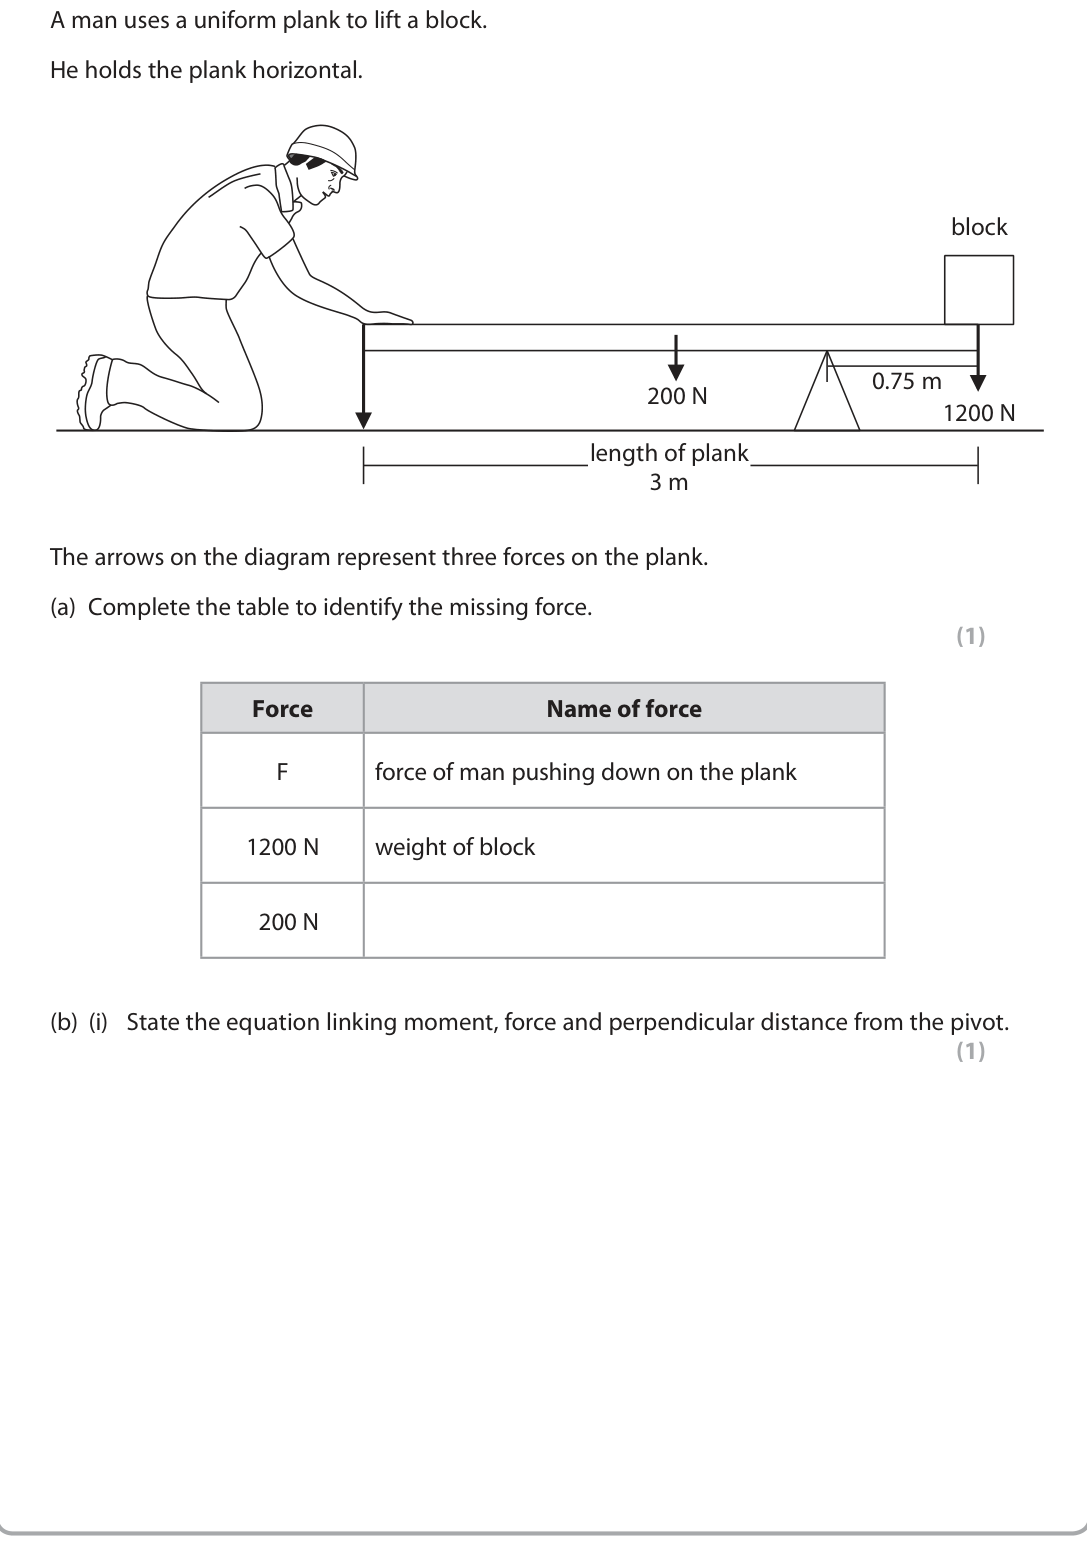 A man uses a uniform plank to lift a block.
He holds the plank horizontal.
block
200 N
0.75 m
1200 N
length of plank
3 m
The arrows on the diagram represent three forces on the plank.
(a) Complete the table to identify the missing force.
(1)
Force Name of force
F force of man pushing down on the plank
1200 N weight of block
200 N
(b) (i) State the equation linking moment, force and perpendicular distance from the pivot.
(1)